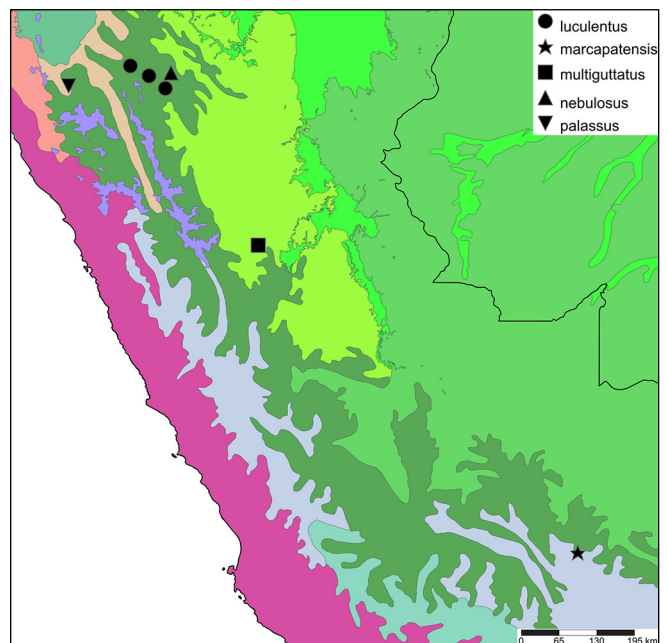 luculentus
marcapatensis
multiguttatus
nebulosus
palassus
0 65 130 195 km